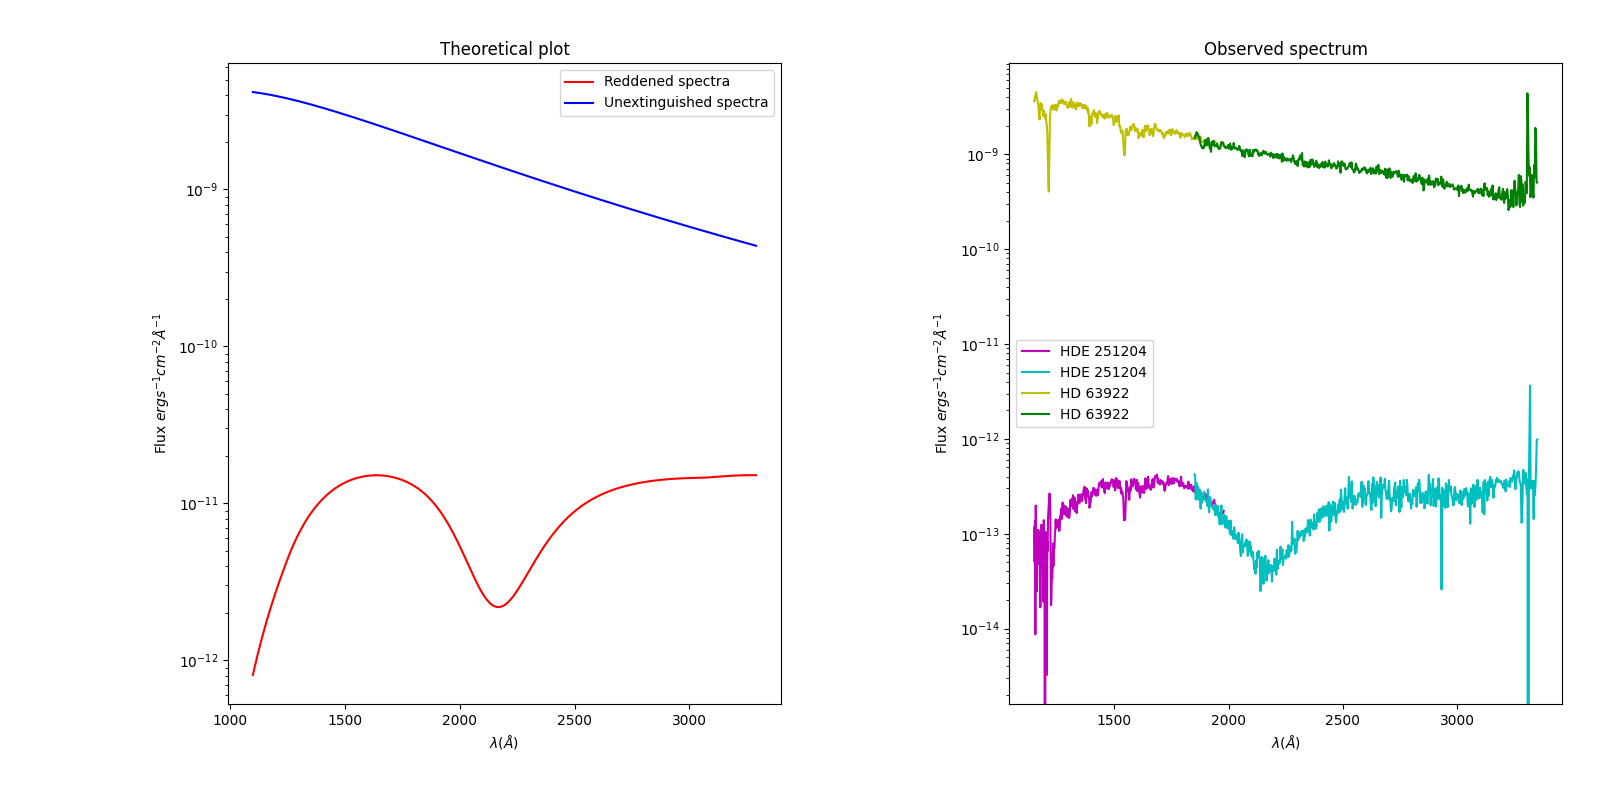 Theoretical plot
Reddened spectra
Unextinguished spectra
10⁻⁹
10⁻¹⁰
10⁻¹¹
10⁻¹²
Flux ergs⁻¹cm⁻²Å⁻¹
1000 1500 2000 2500 3000
λ(Å)
Observed spectrum
10⁻⁹
10⁻¹⁰
10⁻¹¹
10⁻¹²
10⁻¹³
10⁻¹⁴
Flux ergs⁻¹cm⁻²Å⁻¹
HDE 251204
HDE 251204
HD 63922
HD 63922
1500 2000 2500 3000
λ(Å)